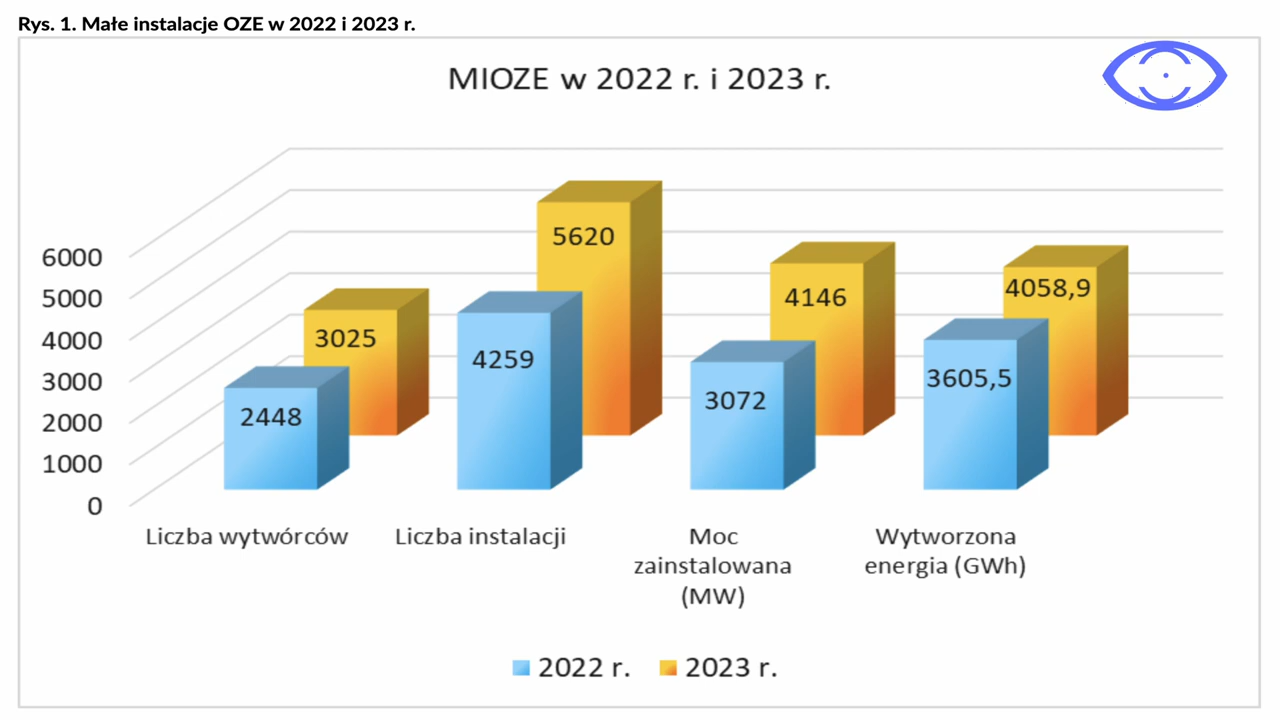 Rys. 1. Małe instalacje OZE w 2022 i 2023 r.
MIOZE w 2022 r. i 2023 r.
6000
5000
4000
3000
2000
1000
0
2448
3025
4259
5620
3072
4146
3605,5
4058,9
Liczba wytwórców
Liczba instalacji
Moc
zainstalowana
(MW)
Wytworzona
energia (GWh)
2022 r.
2023 r.